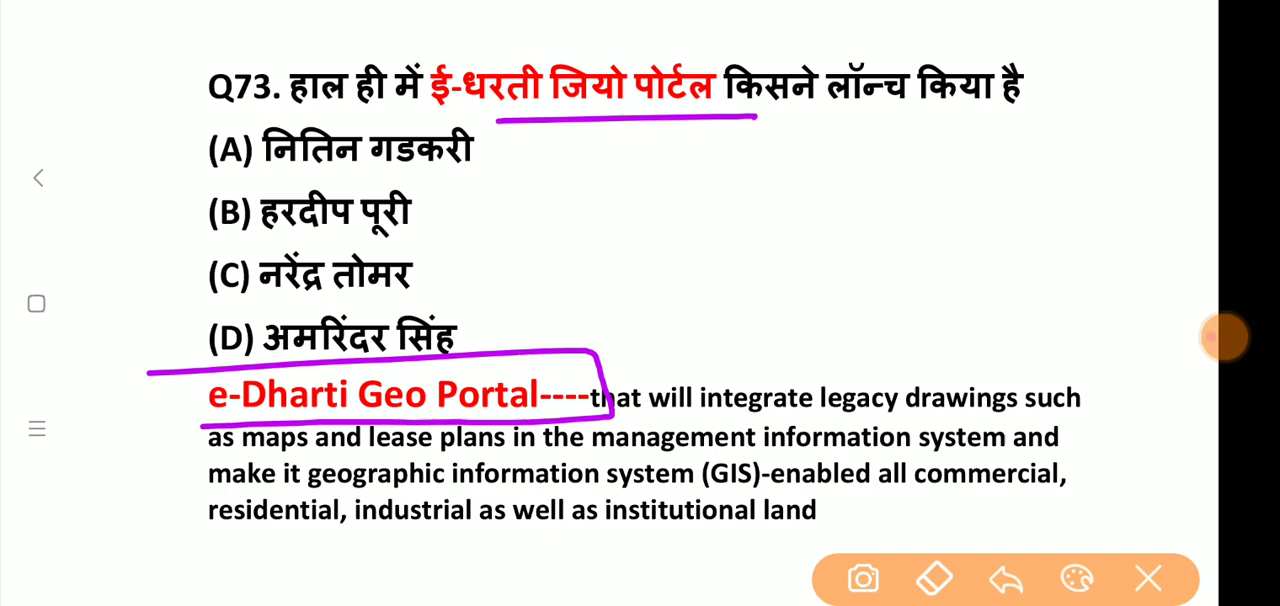 Q73. हाल ही में ई-धरती जियो पोर्टल किसने लॉन्च किया है
(A) नितिन गडकरी
(B) हरदीप पूरी
(C) नरेंद्र तोमर
(D) अमरिंदर सिंह
e-Dharti Geo Portal----that will integrate legacy drawings such
as maps and lease plans in the management information system and
make it geographic information system (GIS)-enabled all commercial,
residential, industrial as well as institutional land